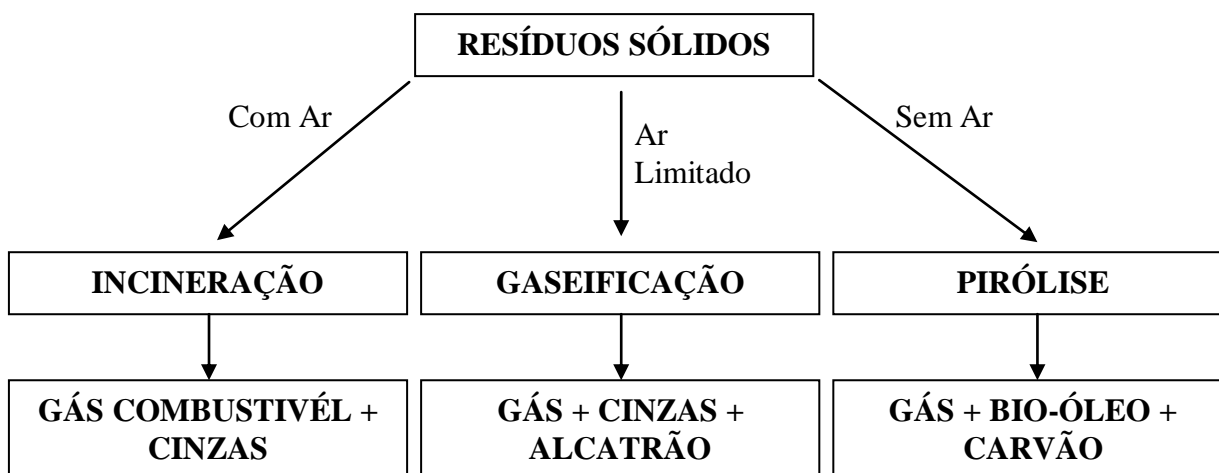 RESÍDUOS SÓLIDOS
Com Ar
Ar
Limitado
Sem Ar
INCINERAÇÃO
GASEIFICAÇÃO
PIRÓLISE
GÁS COMBUSTIVÉL +
CINZAS
GÁS + CINZAS +
ALCATRÃO
GÁS + BIO-ÓLEO +
CARVÃO